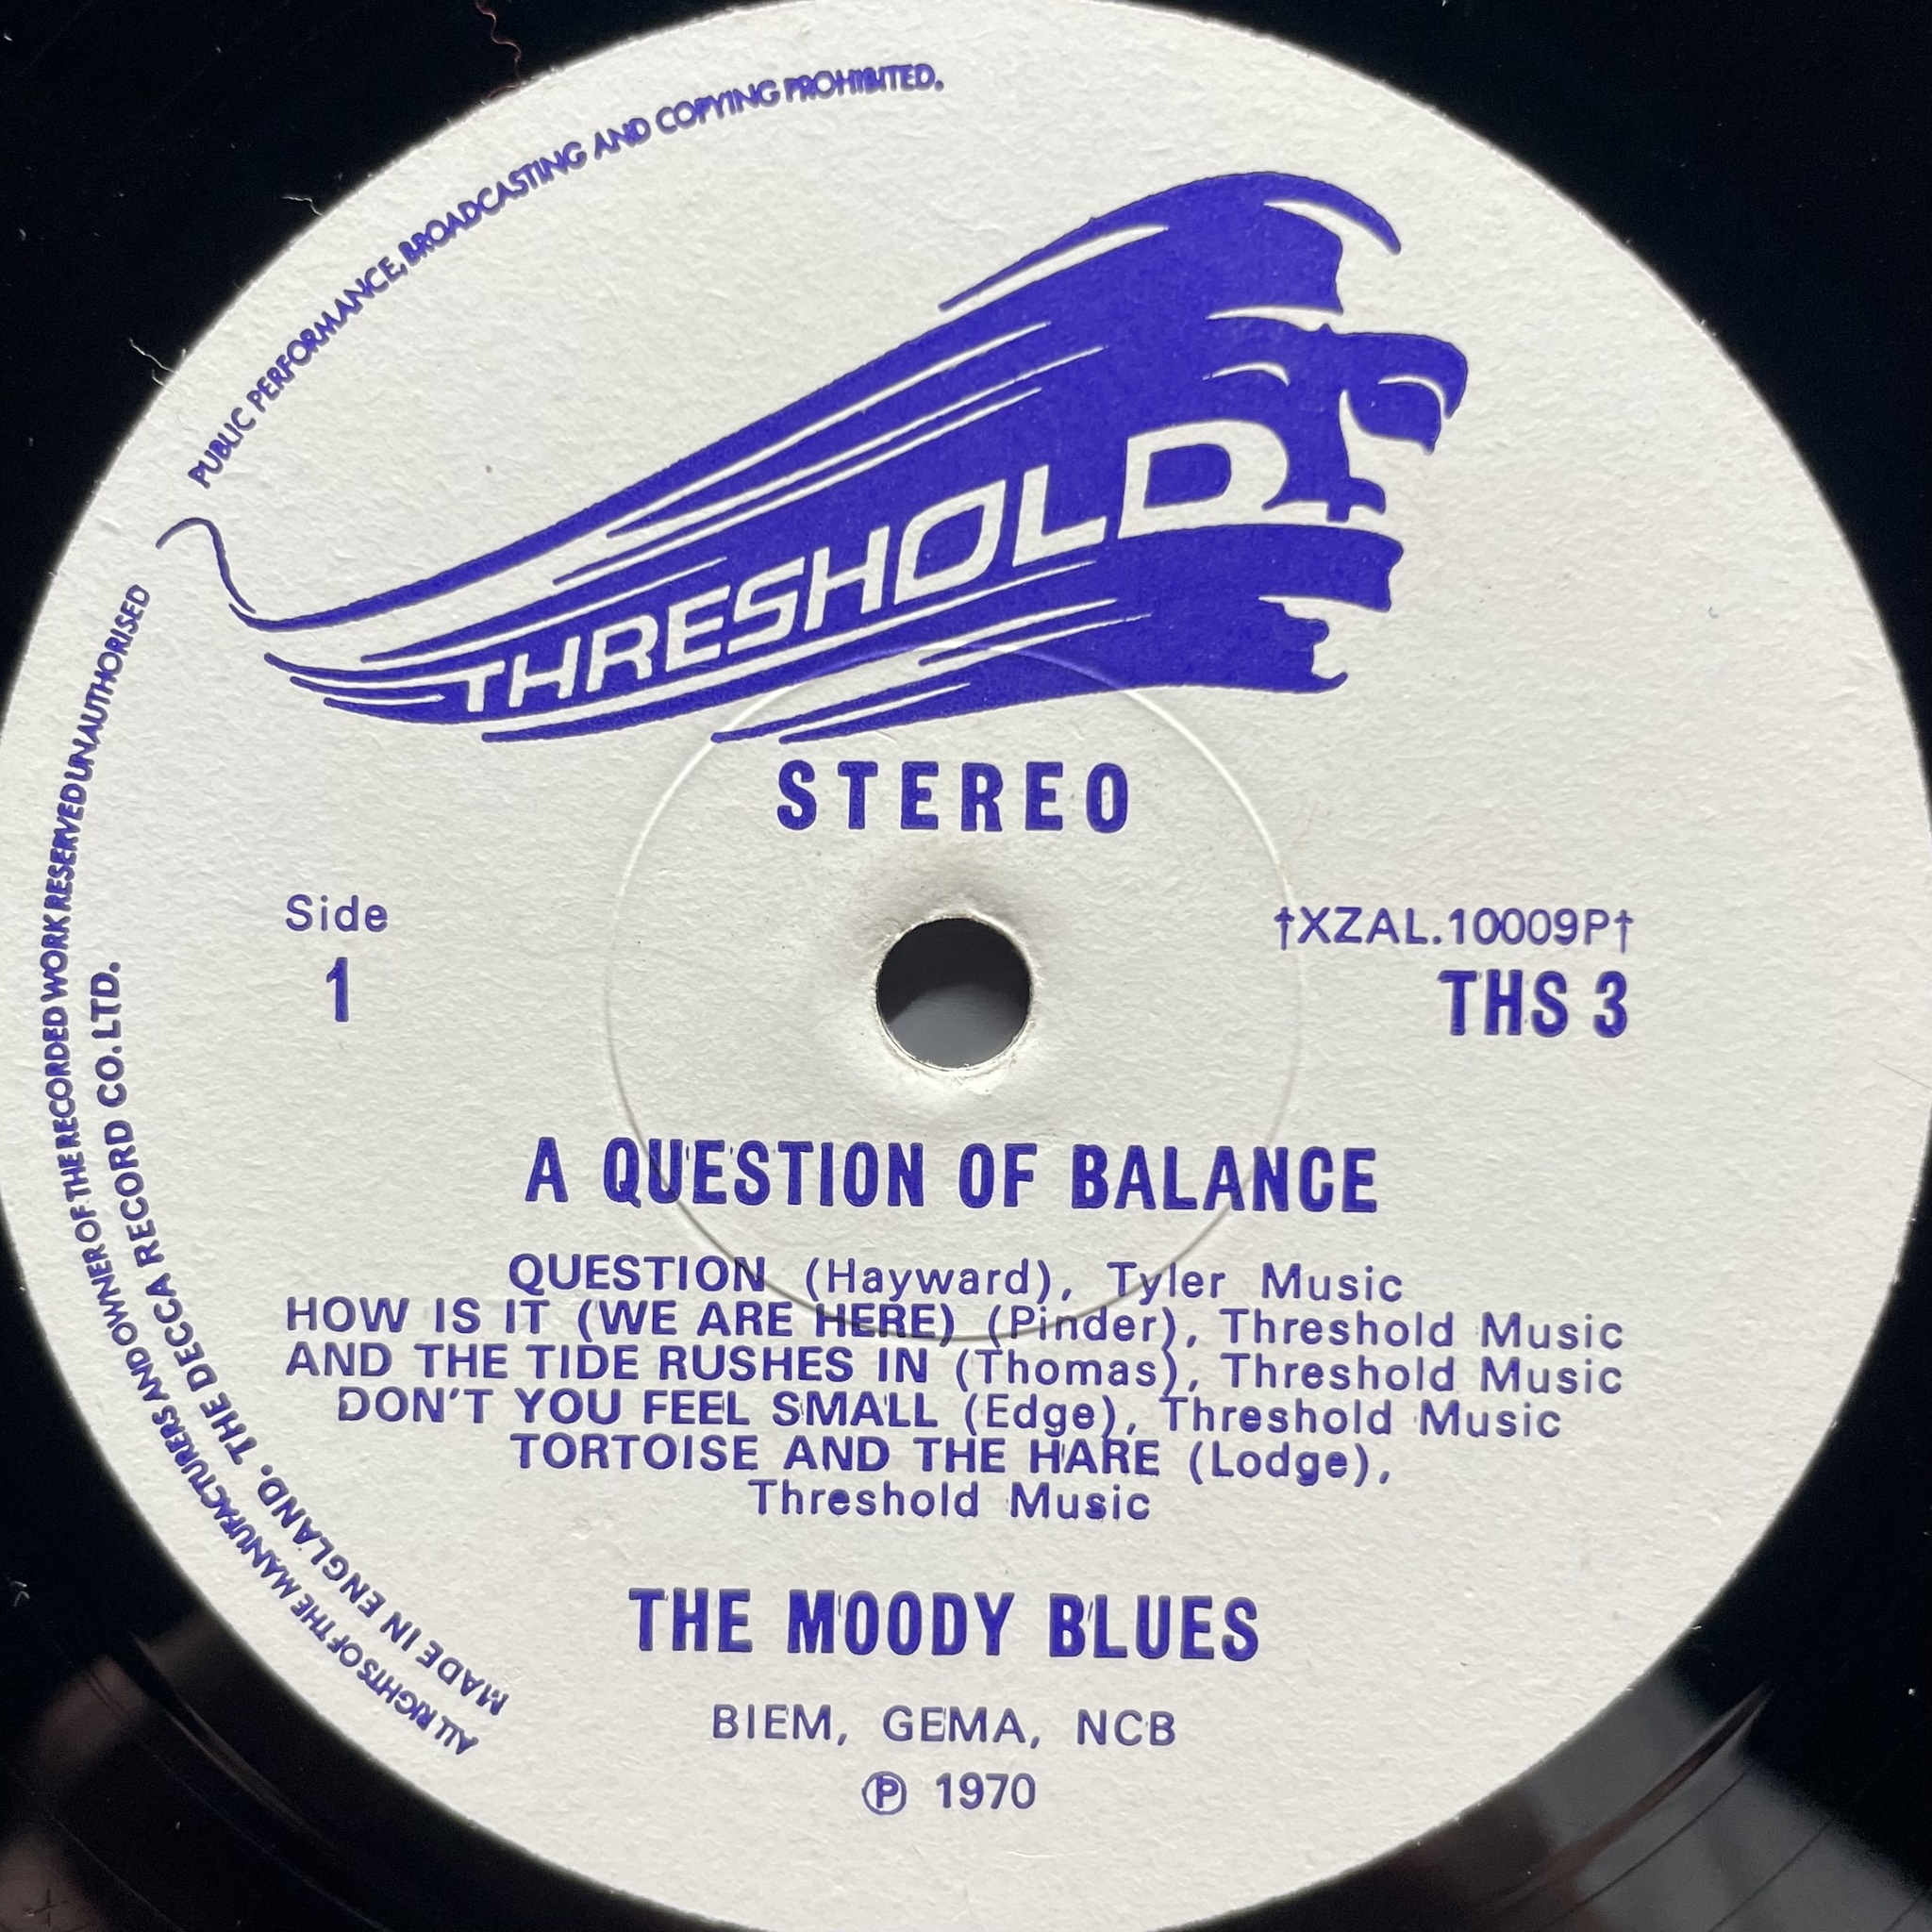 PUBLIC PERFORMANCE, BROADCASTING AND COPYING PROHIBITED.
THRESHOLD
STEREO
Side
1
†XZAL.10009P†
THS 3
A QUESTION OF BALANCE
QUESTION (Hayward), Tyler Music
HOW IS IT (WE ARE HERE) (Pinder), Threshold Music
AND THE TIDE RUSHES IN (Thomas), Threshold Music
DON'T YOU FEEL SMALL (Edge), Threshold Music
TORTOISE AND THE HARE (Lodge),
Threshold Music
THE MOODY BLUES
BIEM, GEMA, NCB
℗ 1970
MADE IN ENGLAND. THE DECCA RECORD CO. LTD.
ALL RIGHTS OF THE MANUFACTURERS AND OWNER OF THE RECORDED WORK RESERVED UNAUTHORISED